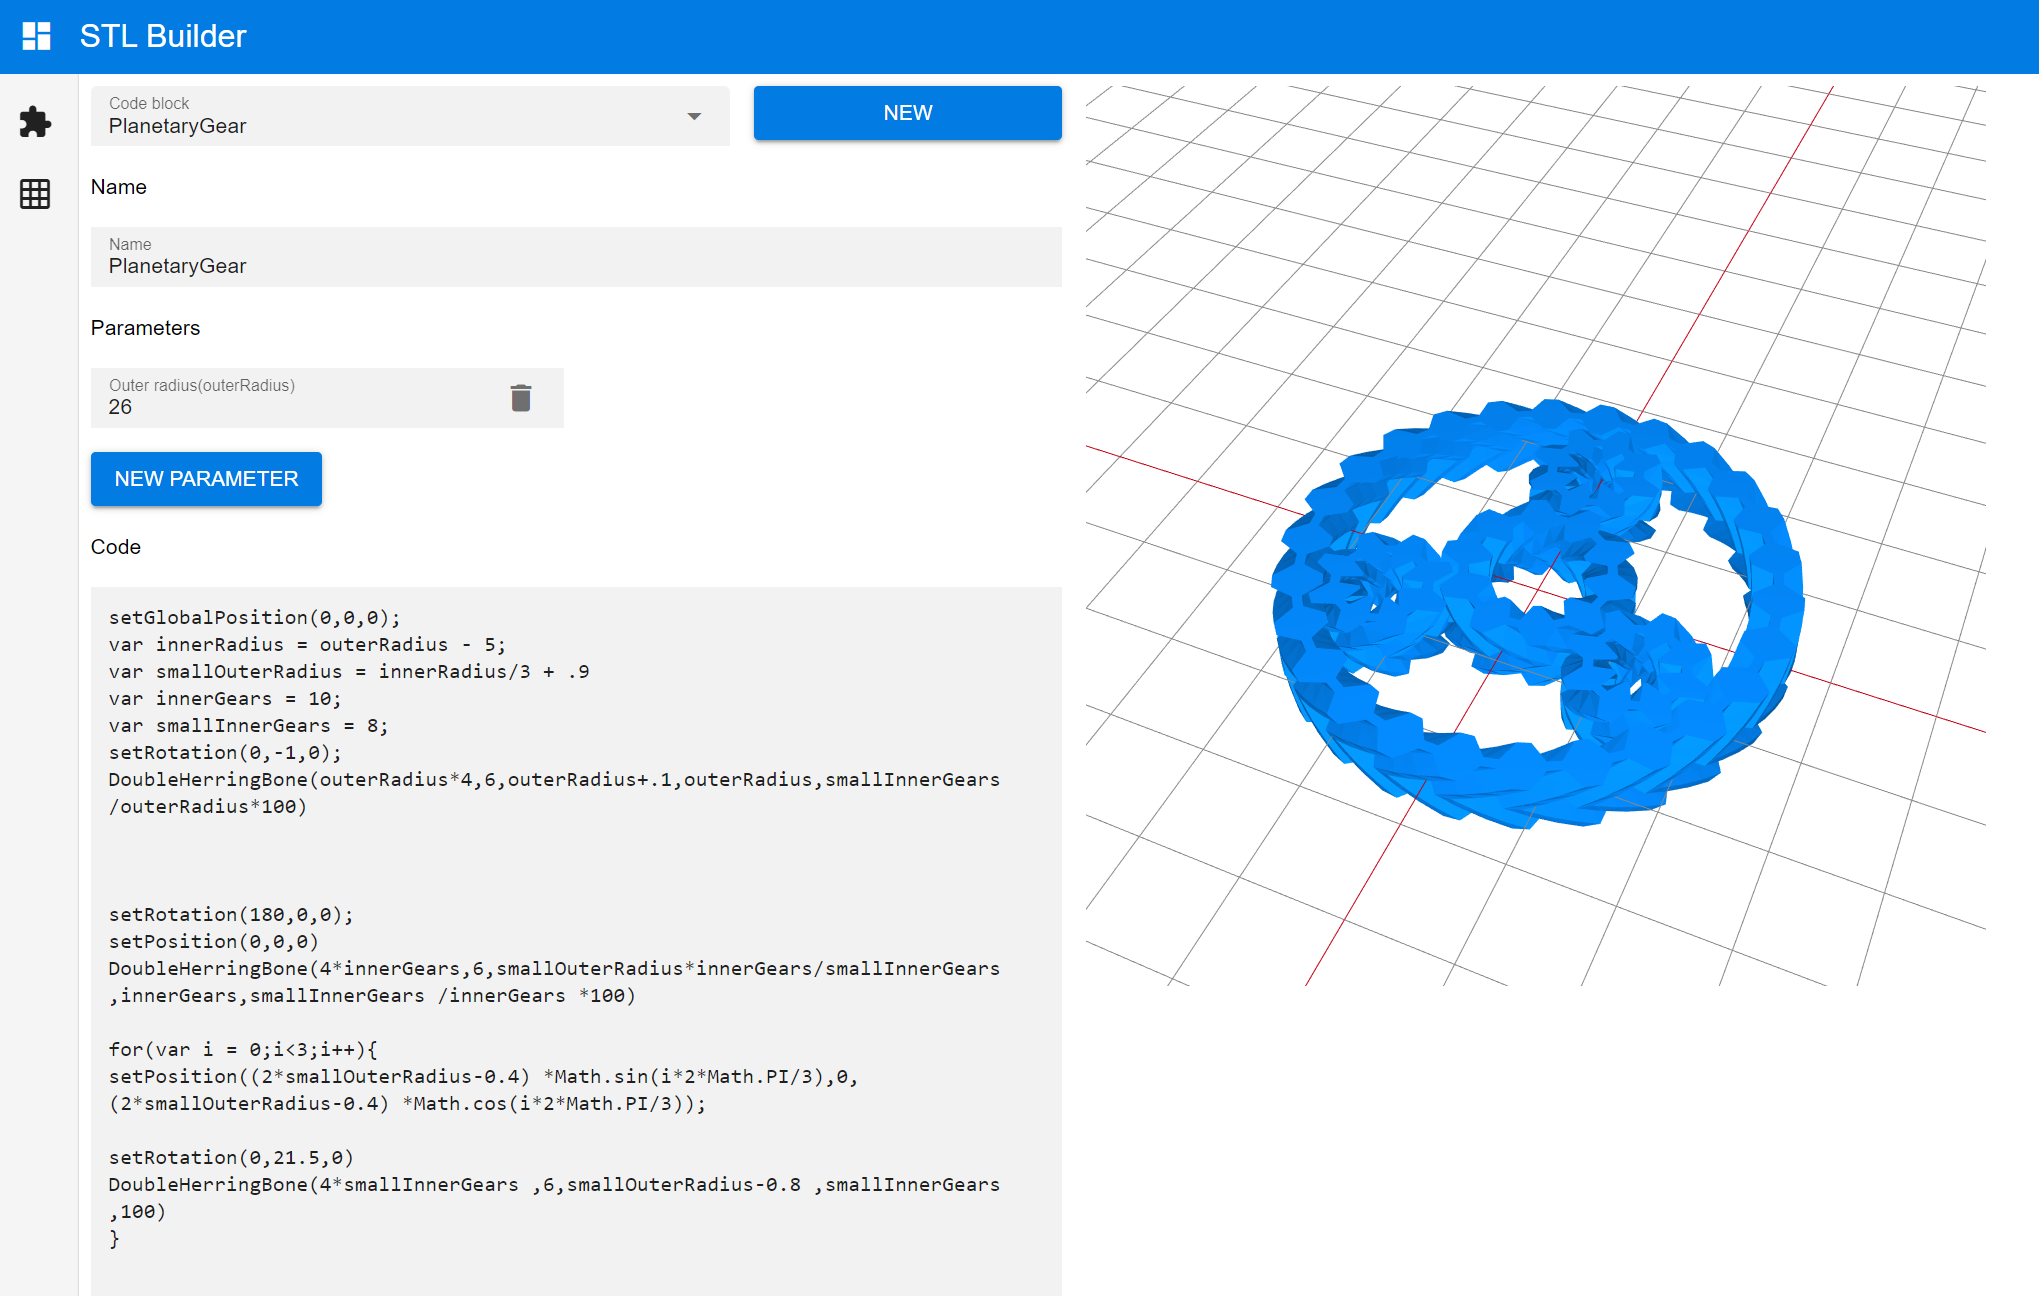 STL Builder
Code block
PlanetaryGear
NEW
Name
Name
PlanetaryGear
Parameters
Outer radius(outerRadius)
26
NEW PARAMETER
Code
setGlobalPosition(0,0,0);
var innerRadius = outerRadius - 5;
var smallOuterRadius = innerRadius/3 + .9
var innerGears = 10;
var smallInnerGears = 8;
setRotation(0,-1,0);
DoubleHerringBone(outerRadius*4,6,outerRadius+.1,outerRadius,smallInnerGears
/outerRadius*100)
setRotation(180,0,0);
setPosition(0,0,0)
DoubleHerringBone(4*innerGears,6,smallOuterRadius*innerGears/smallInnerGears
,innerGears,smallInnerGears /innerGears *100)
for(var i = 0;i<3;i++){
setPosition((2*smallOuterRadius-0.4) *Math.sin(i*2*Math.PI/3),0,
(2*smallOuterRadius-0.4) *Math.cos(i*2*Math.PI/3));
setRotation(0,21.5,0)
DoubleHerringBone(4*smallInnerGears ,6,smallOuterRadius-0.8 ,smallInnerGears
,100)
}